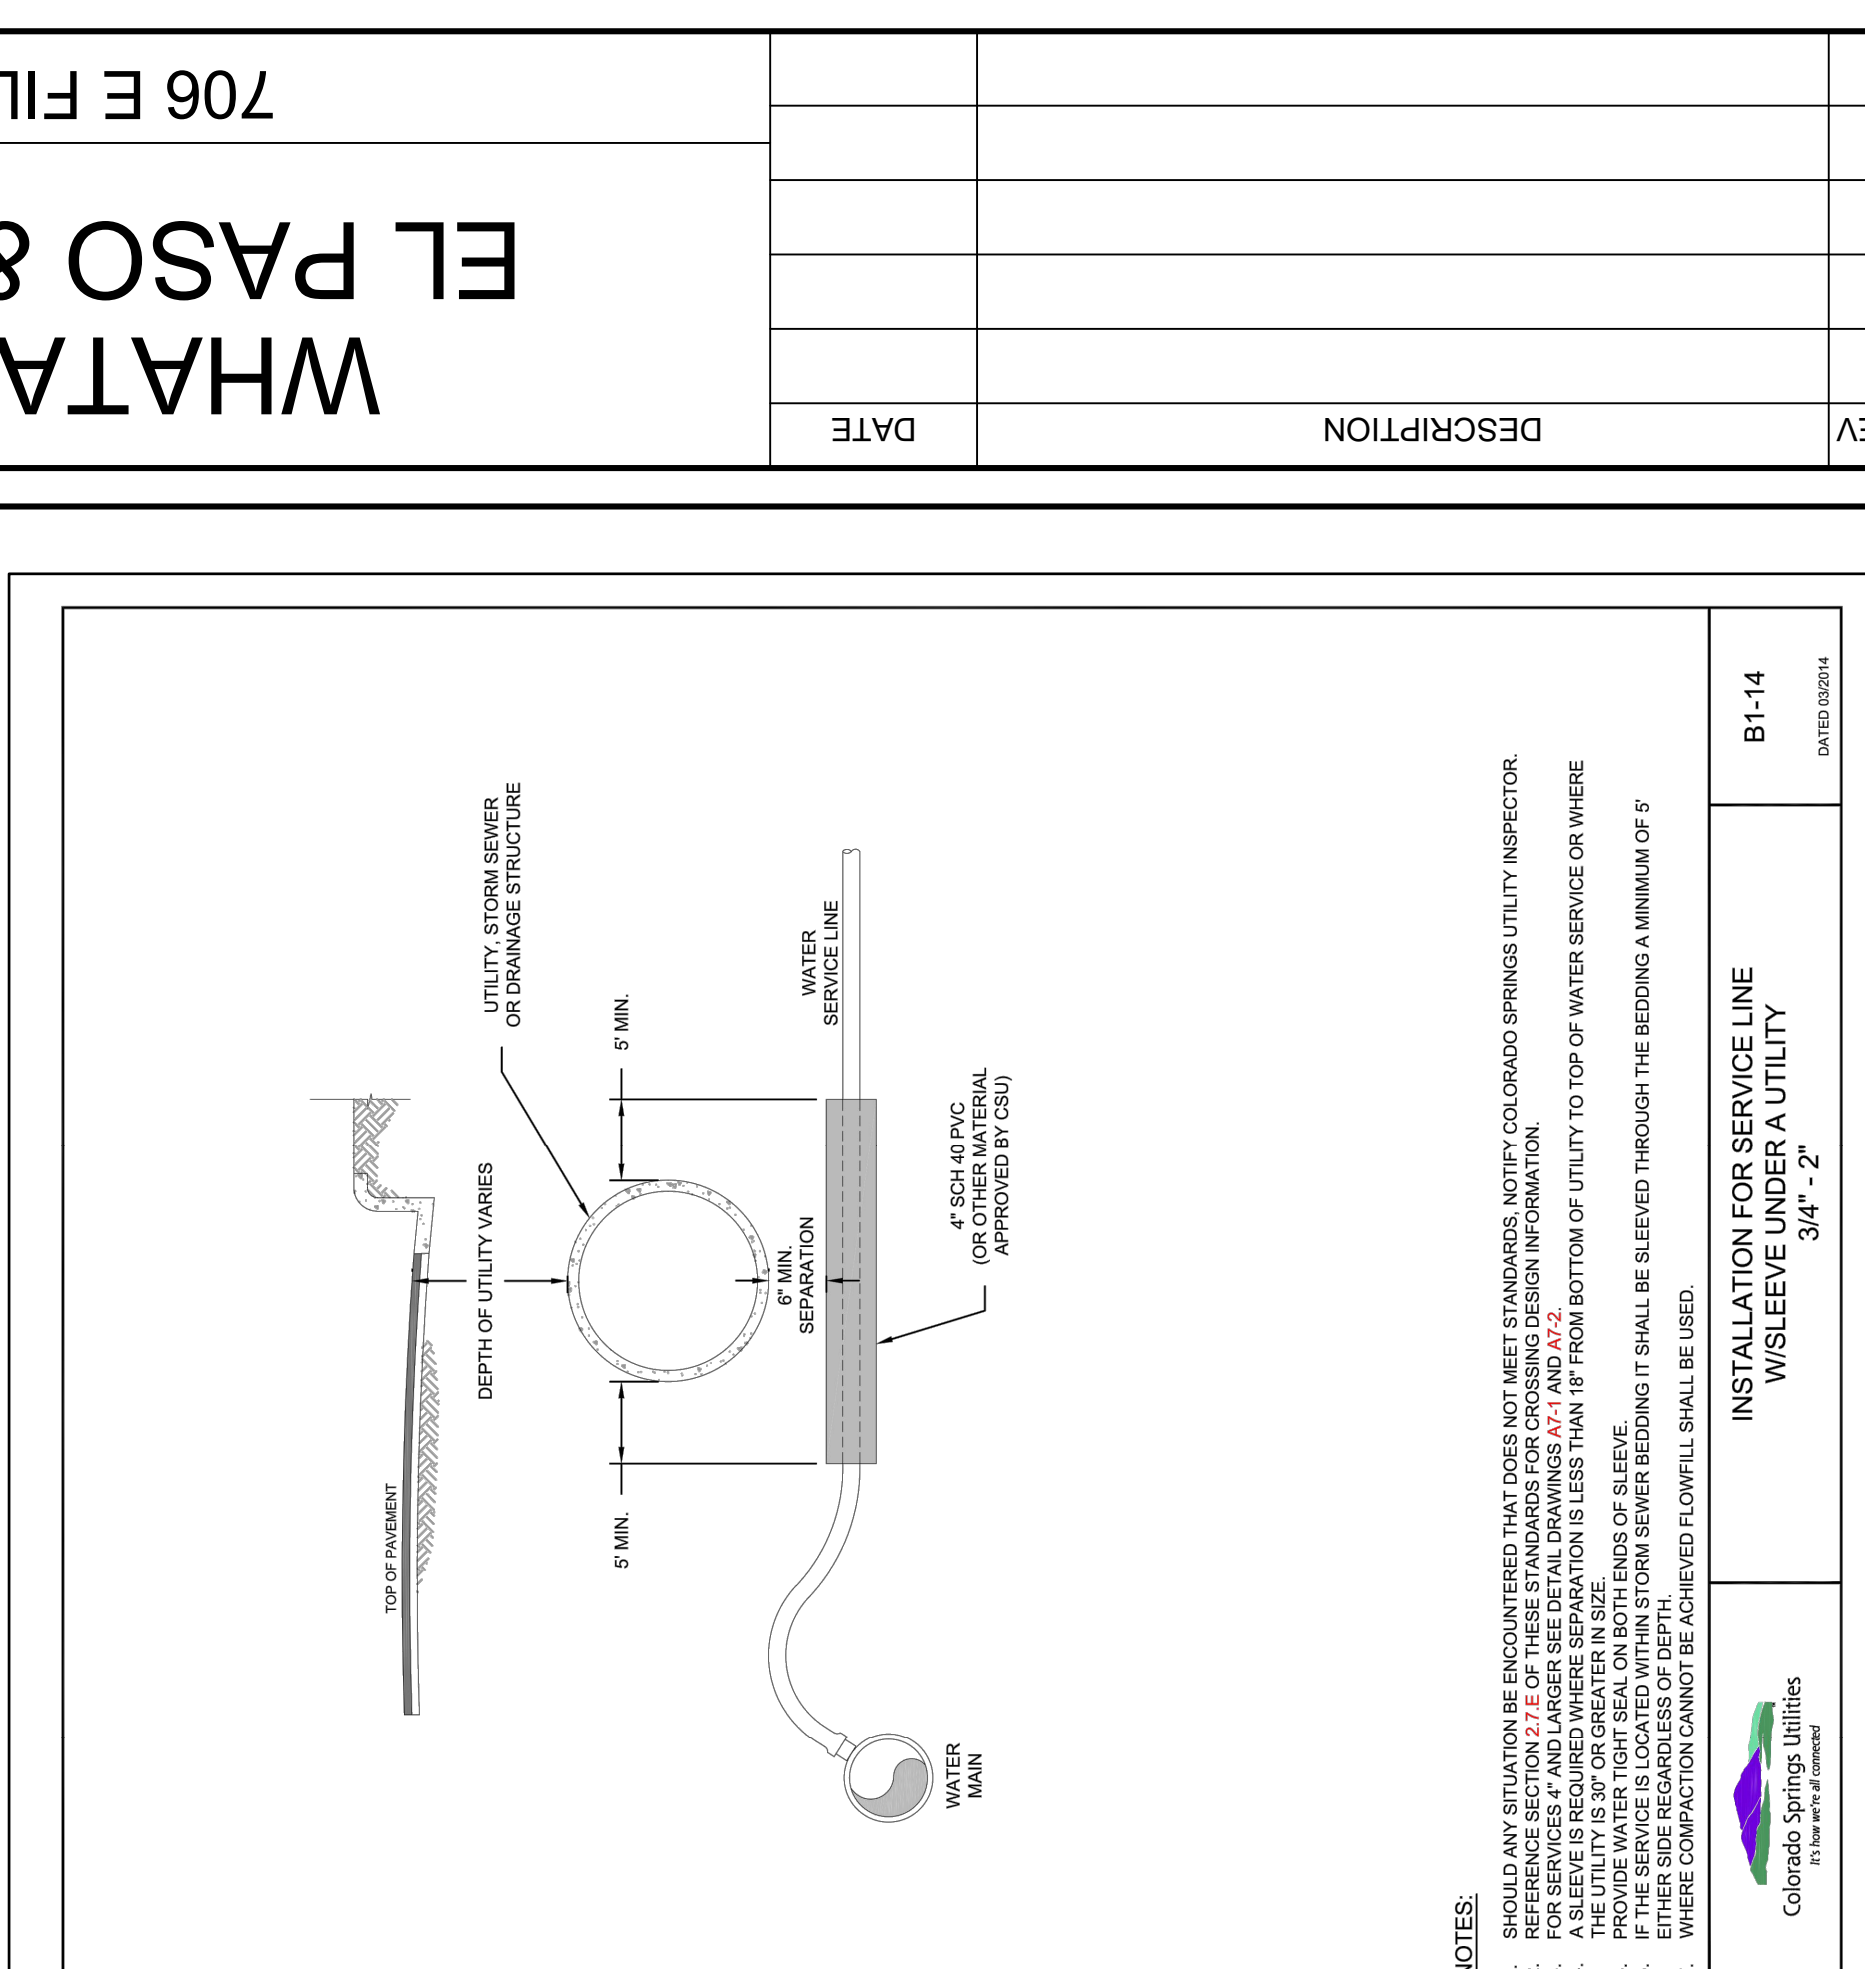 706 E FIL
EL PASO &
WHATA
DATE
DESCRIPTION
EV
UTILITY, STORM SEWER
OR DRAINAGE STRUCTURE
5' MIN.
WATER
SERVICE LINE
DEPTH OF UTILITY VARIES
6" MIN.
SEPARATION
4" SCH 40 PVC
(OR OTHER MATERIAL
APPROVED BY CSU)
TOP OF PAVEMENT
5' MIN.
WATER
MAIN
NOTES:
SHOULD ANY SITUATION BE ENCOUNTERED THAT DOES NOT MEET STANDARDS, NOTIFY COLORADO SPRINGS UTILITY INSPECTOR.
REFERENCE SECTION 2.7.E OF THESE STANDARDS FOR CROSSING DESIGN INFORMATION.
FOR SERVICES 4" AND LARGER SEE DETAIL DRAWINGS A7-1 AND A7-2.
A SLEEVE IS REQUIRED WHERE SEPARATION IS LESS THAN 18" FROM BOTTOM OF UTILITY TO TOP OF WATER SERVICE OR WHERE
THE UTILITY IS 30" OR GREATER IN SIZE.
PROVIDE WATER TIGHT SEAL ON BOTH ENDS OF SLEEVE.
IF THE SERVICE IS LOCATED WITHIN STORM SEWER BEDDING IT SHALL BE SLEEVED THROUGH THE BEDDING A MINIMUM OF 5'
EITHER SIDE REGARDLESS OF DEPTH.
WHERE COMPACTION CANNOT BE ACHIEVED FLOWFILL SHALL BE USED.
Colorado Springs Utilities
It's how we're all connected
INSTALLATION FOR SERVICE LINE
W/SLEEVE UNDER A UTILITY
3/4" - 2"
B1-14
DATED 03/2014